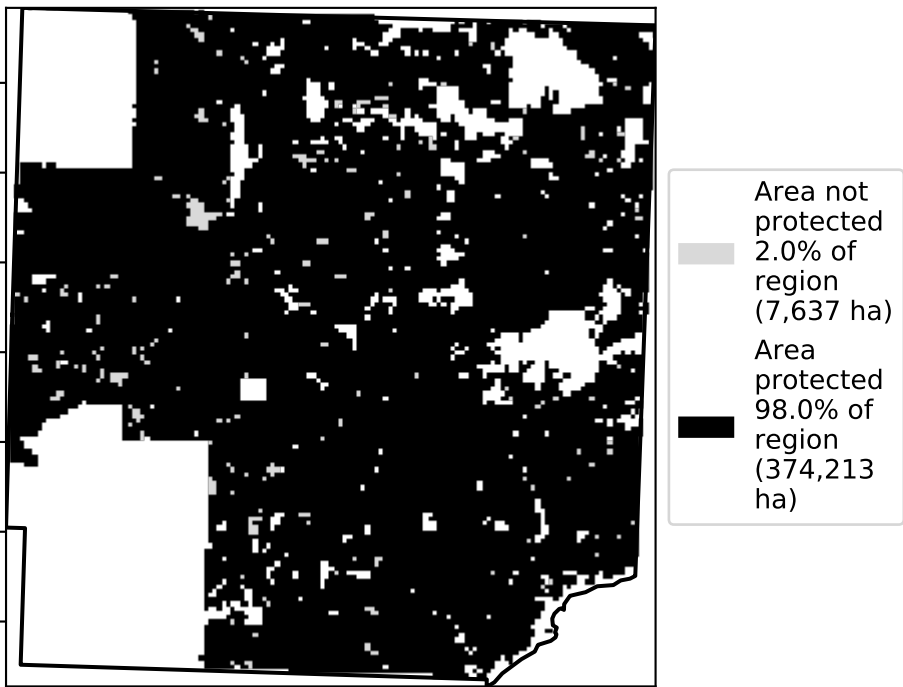 Area not
protected
2.0% of
region
(7,637 ha)
Area
protected
98.0% of
region
(374,213
ha)